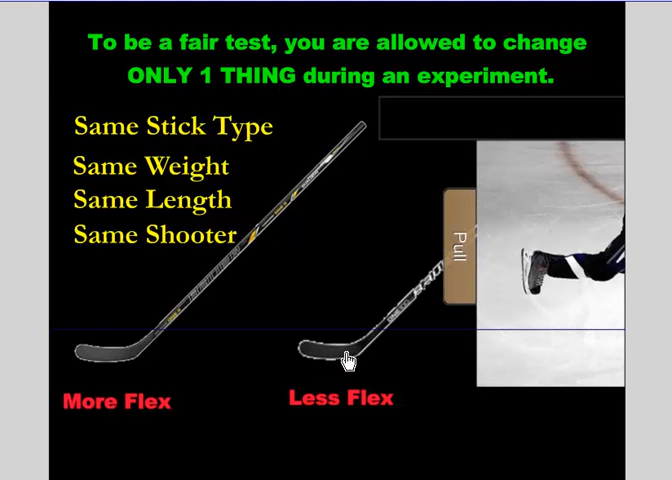 To be a fair test, you are allowed to change
ONLY 1 THING during an experiment.
Same Stick Type
Same Weight
Same Length
Same Shooter
Pull
More Flex
Less Flex